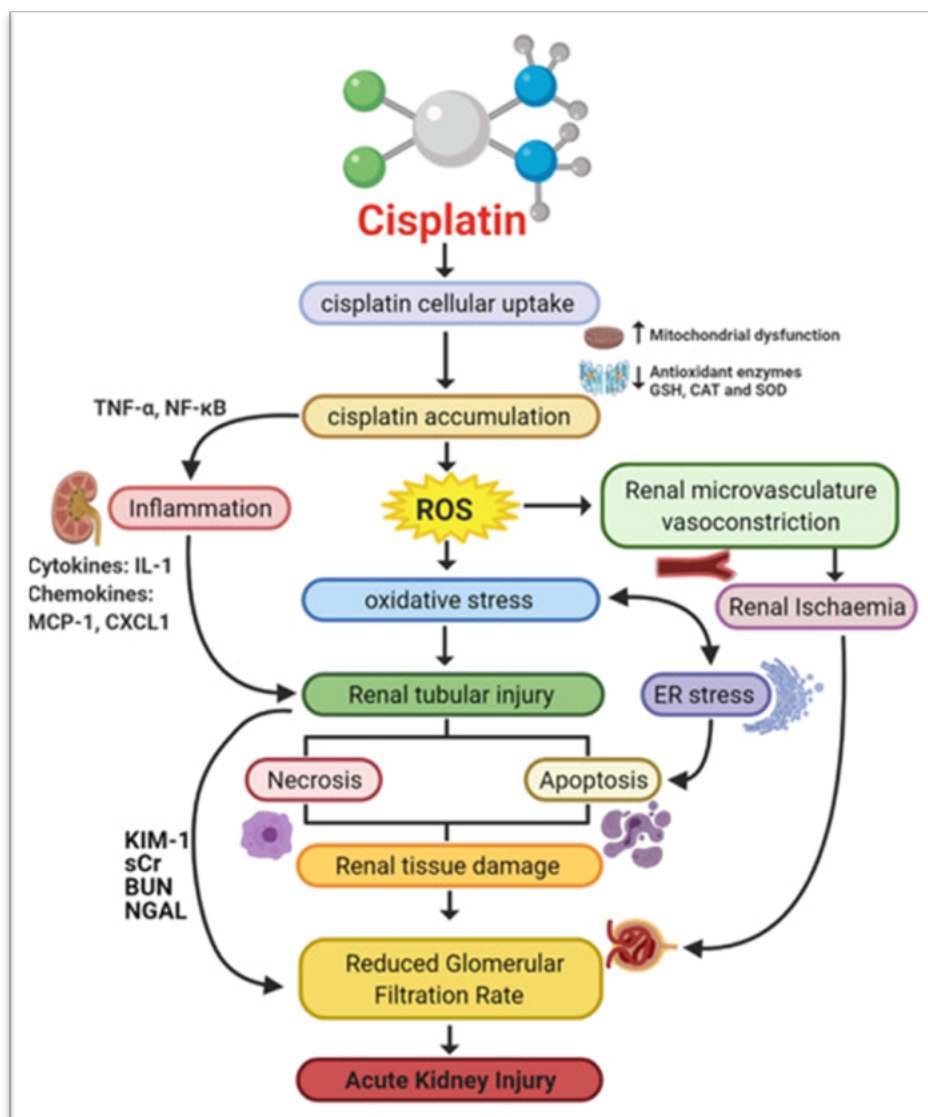 Cisplatin
cisplatin cellular uptake
↑ Mitochondrial dysfunction
↓ Antioxidant enzymes
GSH, CAT and SOD
TNF-α, NF-κB
cisplatin accumulation
Inflammation
ROS
Renal microvasculature
vasoconstriction
Cytokines: IL-1
Chemokines:
MCP-1, CXCL1
oxidative stress
Renal Ischaemia
Renal tubular injury
ER stress
Necrosis
Apoptosis
KIM-1
sCr
BUN
NGAL
Renal tissue damage
Reduced Glomerular
Filtration Rate
Acute Kidney Injury